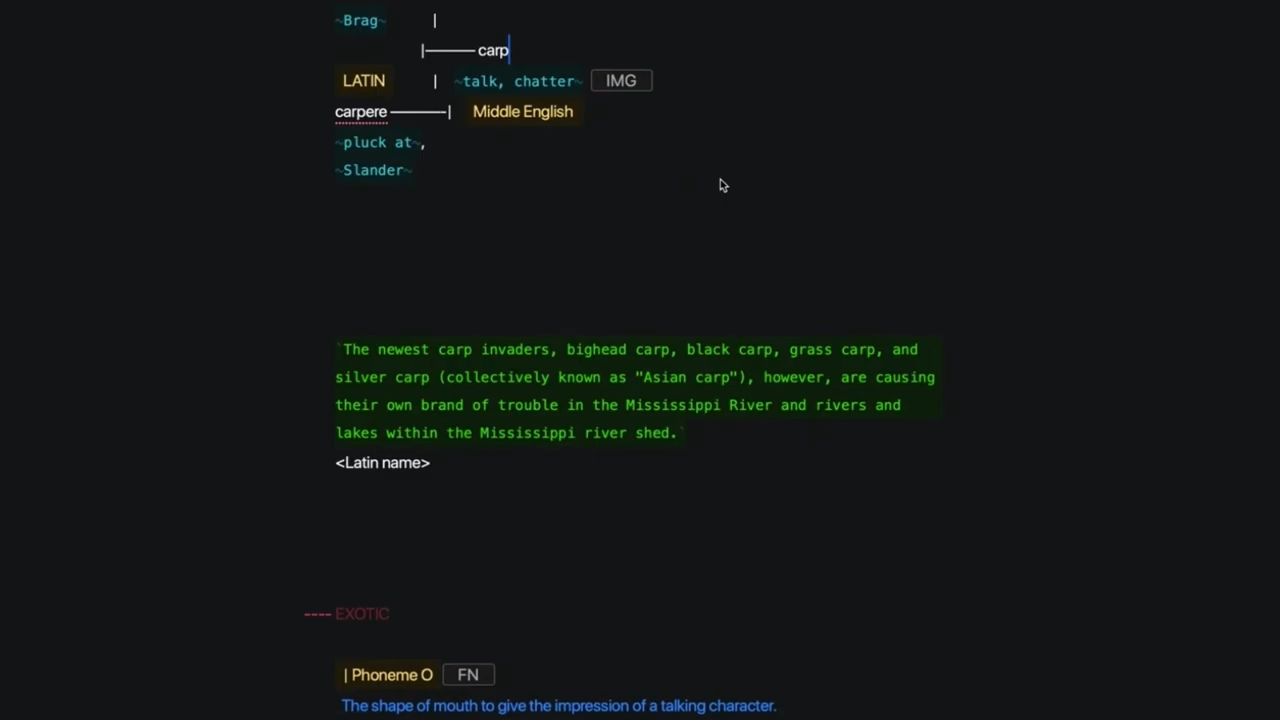 ~Brag~ |
|——— carp
LATIN | ~talk, chatter~ IMG
carpere ———-| Middle English
~pluck at~,
~Slander~
`The newest carp invaders, bighead carp, black carp, grass carp, and
silver carp (collectively known as "Asian carp"), however, are causing
their own brand of trouble in the Mississippi River and rivers and
lakes within the Mississippi river shed.`
<Latin name>
---- EXOTIC
| Phoneme O FN
The shape of mouth to give the impression of a talking character.